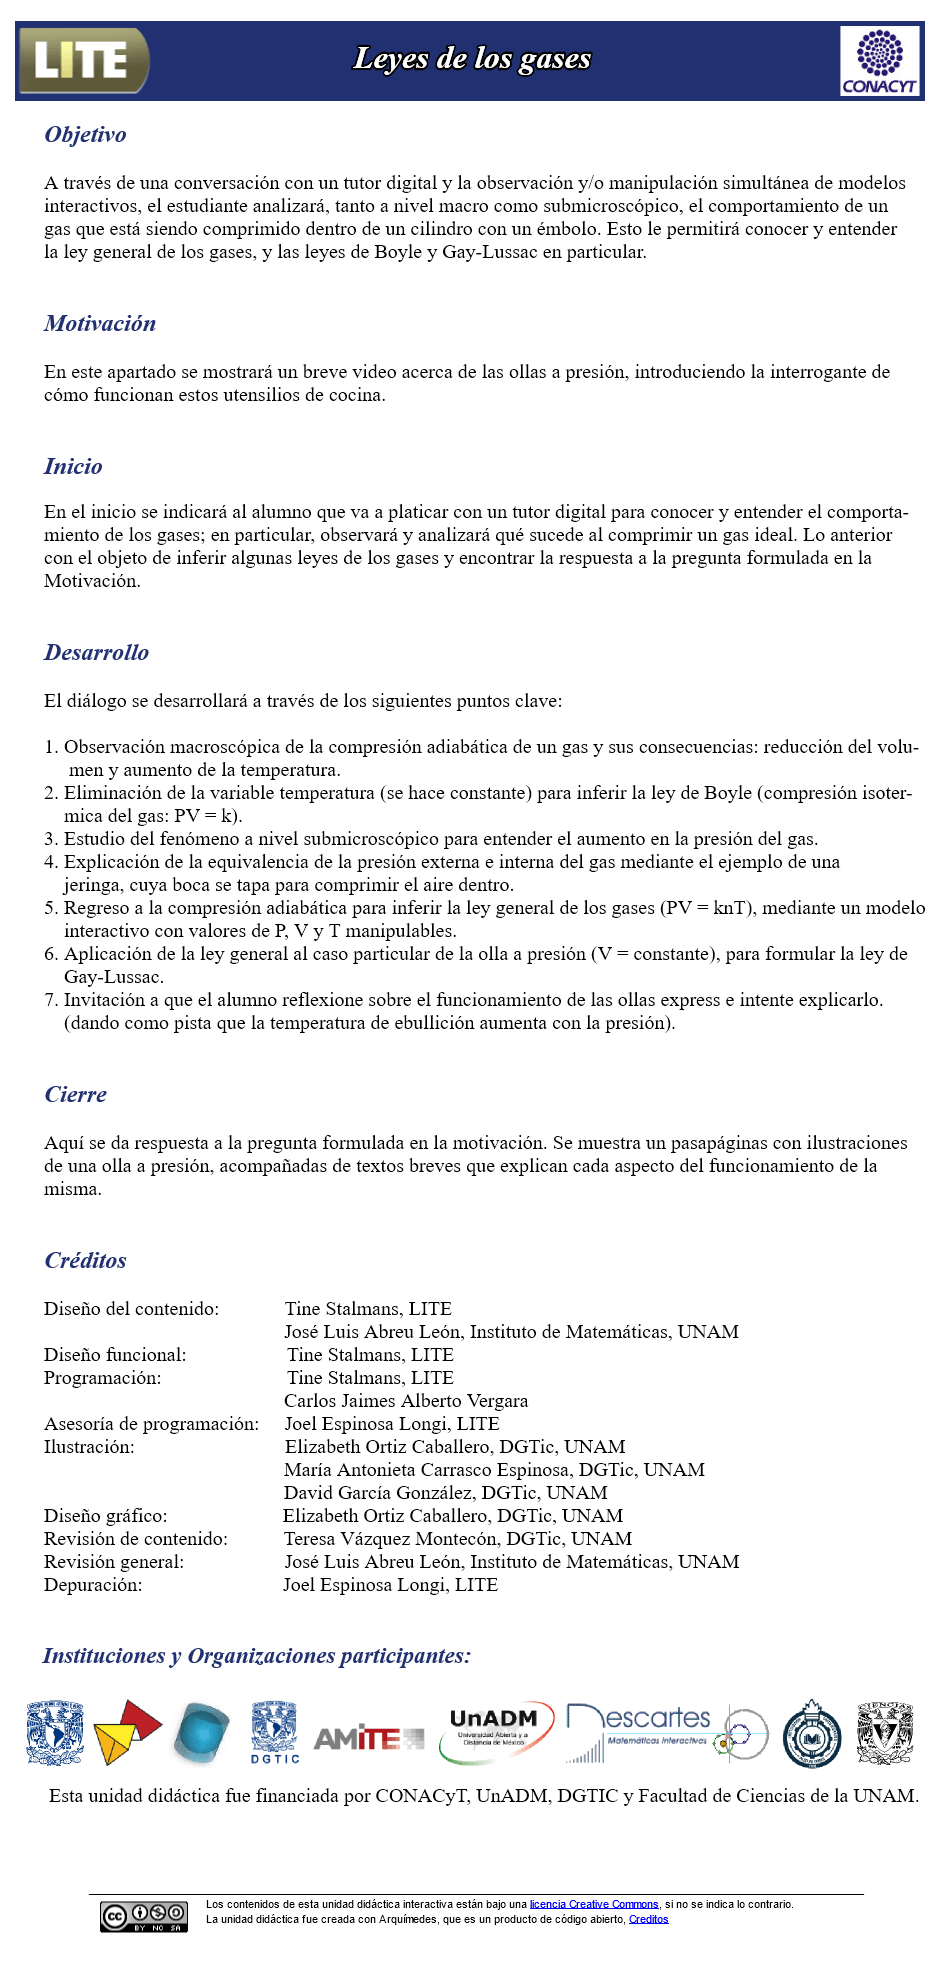 LITE
Leyes de los gases
CONACYT
Objetivo
A través de una conversación con un tutor digital y la observación y/o manipulación simultánea de modelos
interactivos, el estudiante analizará, tanto a nivel macro como submicroscópico, el comportamiento de un
gas que está siendo comprimido dentro de un cilindro con un émbolo. Esto le permitirá conocer y entender
la ley general de los gases, y las leyes de Boyle y Gay-Lussac en particular.
Motivación
En este apartado se mostrará un breve video acerca de las ollas a presión, introduciendo la interrogante de
cómo funcionan estos utensilios de cocina.
Inicio
En el inicio se indicará al alumno que va a platicar con un tutor digital para conocer y entender el comporta-
miento de los gases; en particular, observará y analizará qué sucede al comprimir un gas ideal. Lo anterior
con el objeto de inferir algunas leyes de los gases y encontrar la respuesta a la pregunta formulada en la
Motivación.
Desarrollo
El diálogo se desarrollará a través de los siguientes puntos clave:
1. Observación macroscópica de la compresión adiabática de un gas y sus consecuencias: reducción del volu-
men y aumento de la temperatura.
2. Eliminación de la variable temperatura (se hace constante) para inferir la ley de Boyle (compresión isoter-
mica del gas: PV = k).
3. Estudio del fenómeno a nivel submicroscópico para entender el aumento en la presión del gas.
4. Explicación de la equivalencia de la presión externa e interna del gas mediante el ejemplo de una
jeringa, cuya boca se tapa para comprimir el aire dentro.
5. Regreso a la compresión adiabática para inferir la ley general de los gases (PV = knT), mediante un modelo
interactivo con valores de P, V y T manipulables.
6. Aplicación de la ley general al caso particular de la olla a presión (V = constante), para formular la ley de
Gay-Lussac.
7. Invitación a que el alumno reflexione sobre el funcionamiento de las ollas express e intente explicarlo.
(dando como pista que la temperatura de ebullición aumenta con la presión).
Cierre
Aquí se da respuesta a la pregunta formulada en la motivación. Se muestra un pasapáginas con ilustraciones
de una olla a presión, acompañadas de textos breves que explican cada aspecto del funcionamiento de la
misma.
Créditos
Diseño del contenido: Tine Stalmans, LITE
José Luis Abreu León, Instituto de Matemáticas, UNAM
Diseño funcional: Tine Stalmans, LITE
Programación: Tine Stalmans, LITE
Carlos Jaimes Alberto Vergara
Asesoría de programación: Joel Espinosa Longi, LITE
Ilustración: Elizabeth Ortiz Caballero, DGTic, UNAM
María Antonieta Carrasco Espinosa, DGTic, UNAM
David García González, DGTic, UNAM
Diseño gráfico: Elizabeth Ortiz Caballero, DGTic, UNAM
Revisión de contenido: Teresa Vázquez Montecón, DGTic, UNAM
Revisión general: José Luis Abreu León, Instituto de Matemáticas, UNAM
Depuración: Joel Espinosa Longi, LITE
Instituciones y Organizaciones participantes:
DGTIC
AMiTE
UnADM
Universidad Abierta y a
Distancia de México
Descartes
Matemáticas Interactivas
CIENCIAS
Esta unidad didáctica fue financiada por CONACyT, UnADM, DGTIC y Facultad de Ciencias de la UNAM.
cc BY NC SA
Los contenidos de esta unidad didáctica interactiva están bajo una licencia Creative Commons, si no se indica lo contrario.
La unidad didáctica fue creada con Arquímedes, que es un producto de código abierto, Creditos